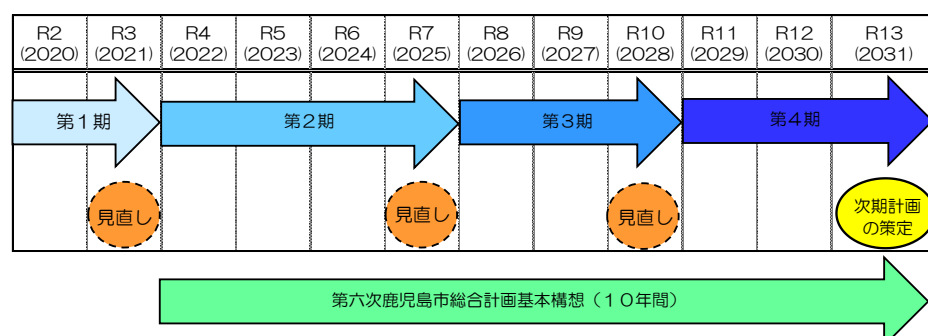 R2 R3 R4 R5 R6 R7 R8 R9 R10 R11 R12 R13
(2020) (2021) (2022) (2023) (2024) (2025) (2026) (2027) (2028) (2029) (2030) (2031)
第1期 第2期 第3期 第4期
見直し 見直し 見直し 次期計画
の策定
第六次鹿児島市総合計画基本構想(10年間)